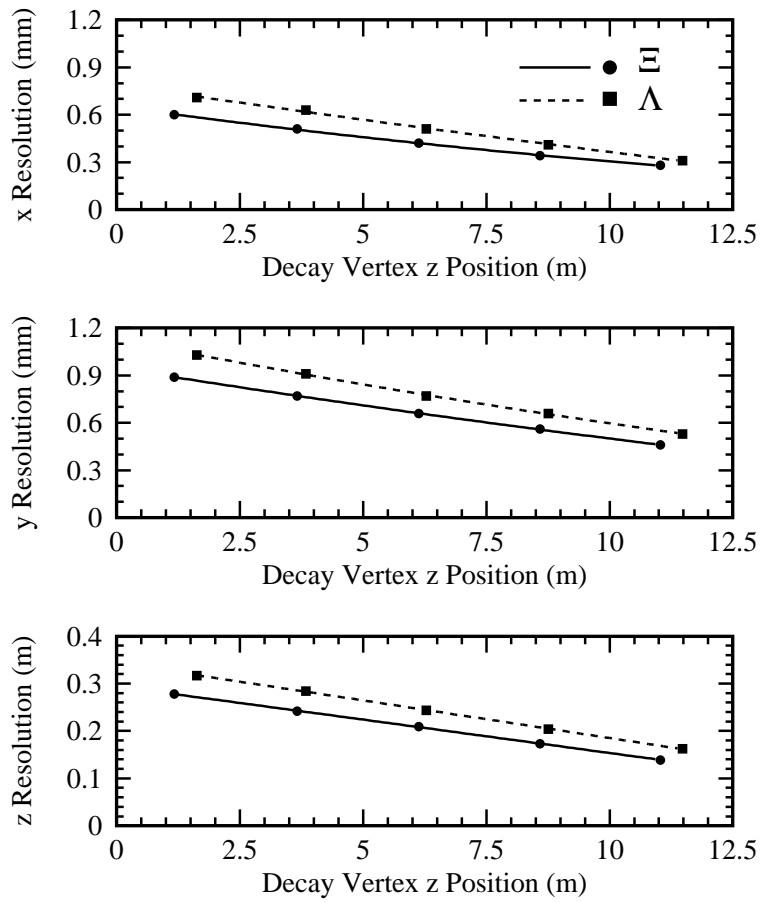 1.2
0.9
0.6
0.3
0
x Resolution (mm)
Ξ
Λ
0 2.5 5 7.5 10 12.5
Decay Vertex z Position (m)
1.2
0.9
0.6
0.3
0
y Resolution (mm)
0 2.5 5 7.5 10 12.5
Decay Vertex z Position (m)
0.4
0.3
0.2
0.1
0
z Resolution (m)
0 2.5 5 7.5 10 12.5
Decay Vertex z Position (m)